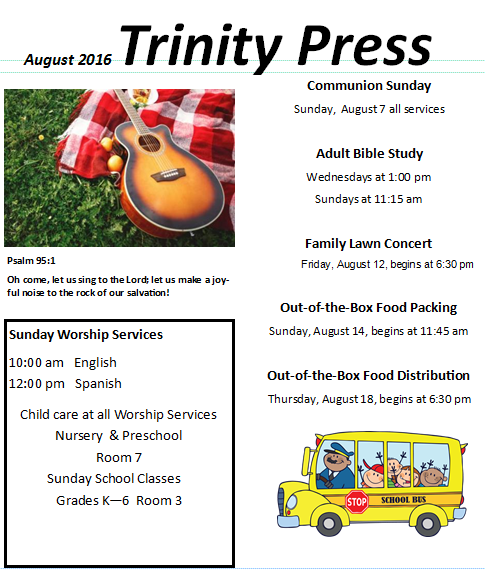 August 2016 Trinity Press
Psalm 95:1
Oh come, let us sing to the Lord; let us make a joy-
ful noise to the rock of our salvation!
Sunday Worship Services
10:00 am English
12:00 pm Spanish
Child care at all Worship Services
Nursery & Preschool
Room 7
Sunday School Classes
Grades K—6 Room 3
Communion Sunday
Sunday, August 7 all services
Adult Bible Study
Wednesdays at 1:00 pm
Sundays at 11:15 am
Family Lawn Concert
Friday, August 12, begins at 6:30 pm
Out-of-the-Box Food Packing
Sunday, August 14, begins at 11:45 am
Out-of-the-Box Food Distribution
Thursday, August 18, begins at 6:30 pm
STOP
SCHOOL BUS